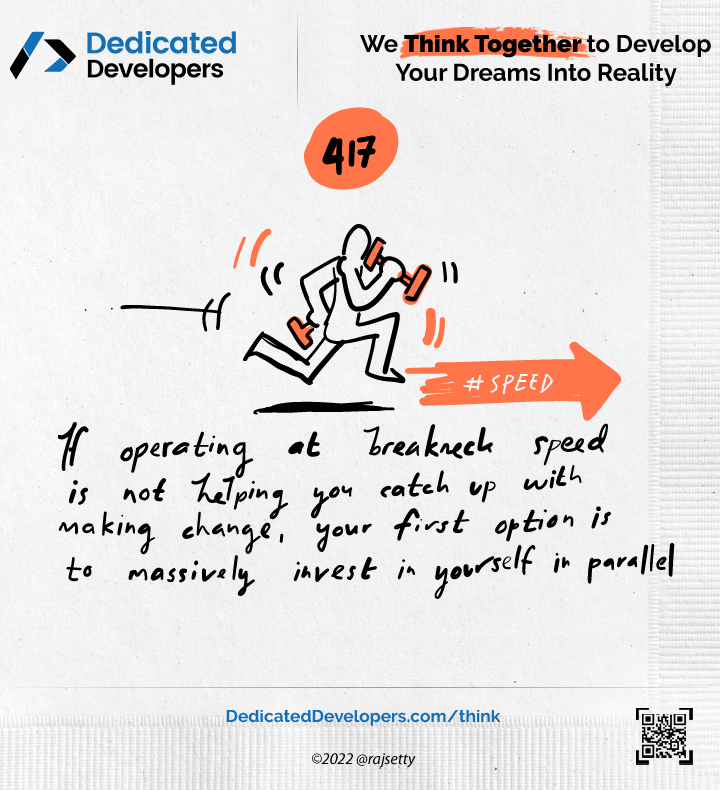 Dedicated
Developers
We Think Together to Develop
Your Dreams Into Reality
417
#SPEED
If operating at breakneck speed
is not helping you catch up with
making change, your first option is
to massively invest in yourself in parallel
DedicatedDevelopers.com/think
©2022 @rajsetty